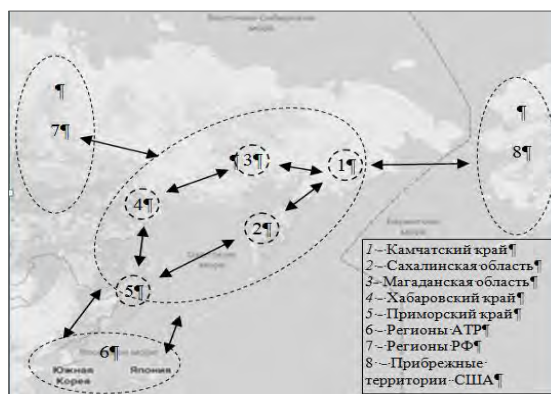 Восточно-Сибирское
море
¶
¶
7¶
¶3¶
1¶
8¶
4¶
2¶
море
5¶
6¶
Южная
Корея
Япония
1 – Камчатский край¶
2 – Сахалинская область¶
3 – Магаданская область¶
4 – Хабаровский край¶
5 – Приморский край¶
6 – Регионы АТР¶
7 – Регионы РФ¶
8 – Прибрежные
территории США¶